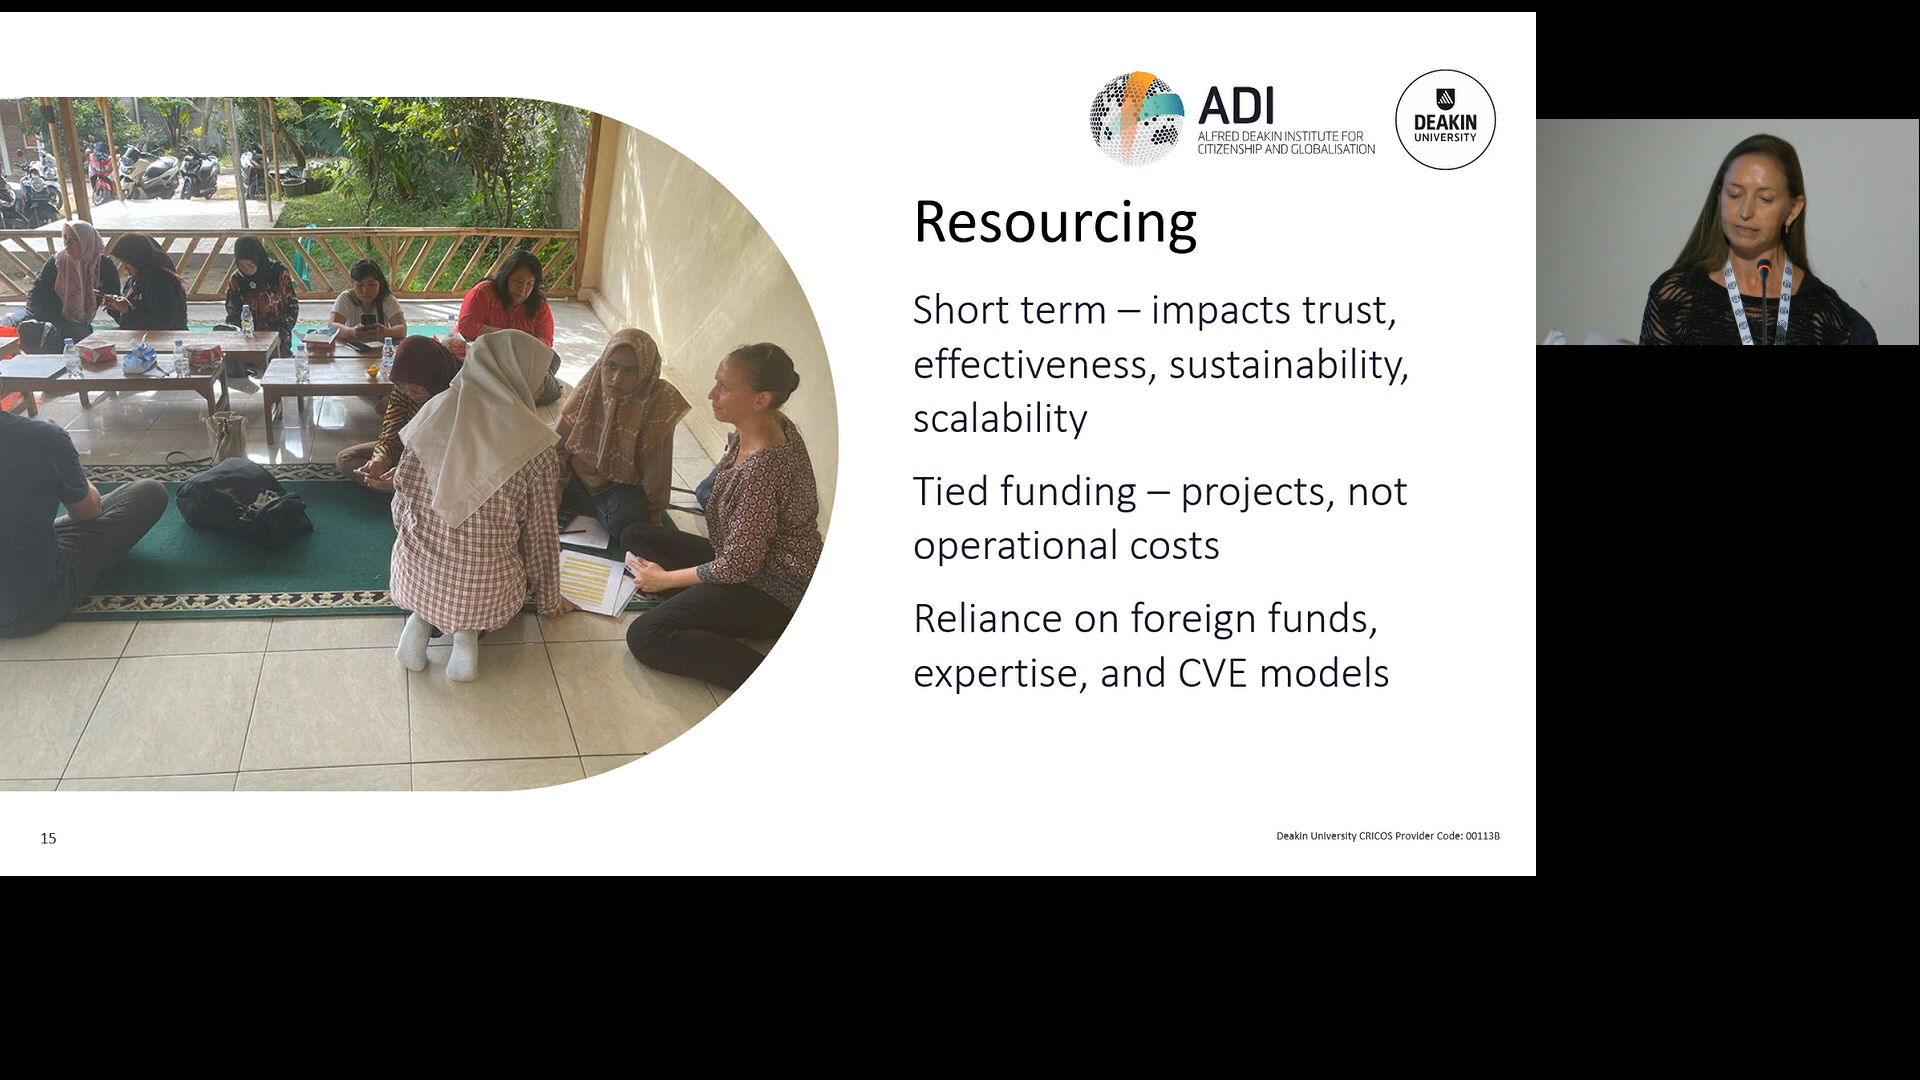 ADI
ALFRED DEAKIN INSTITUTE FOR
CITIZENSHIP AND GLOBALISATION
DEAKIN
UNIVERSITY
Resourcing
Short term – impacts trust,
effectiveness, sustainability,
scalability
Tied funding – projects, not
operational costs
Reliance on foreign funds,
expertise, and CVE models
15
Deakin University CRICOS Provider Code: 00113B